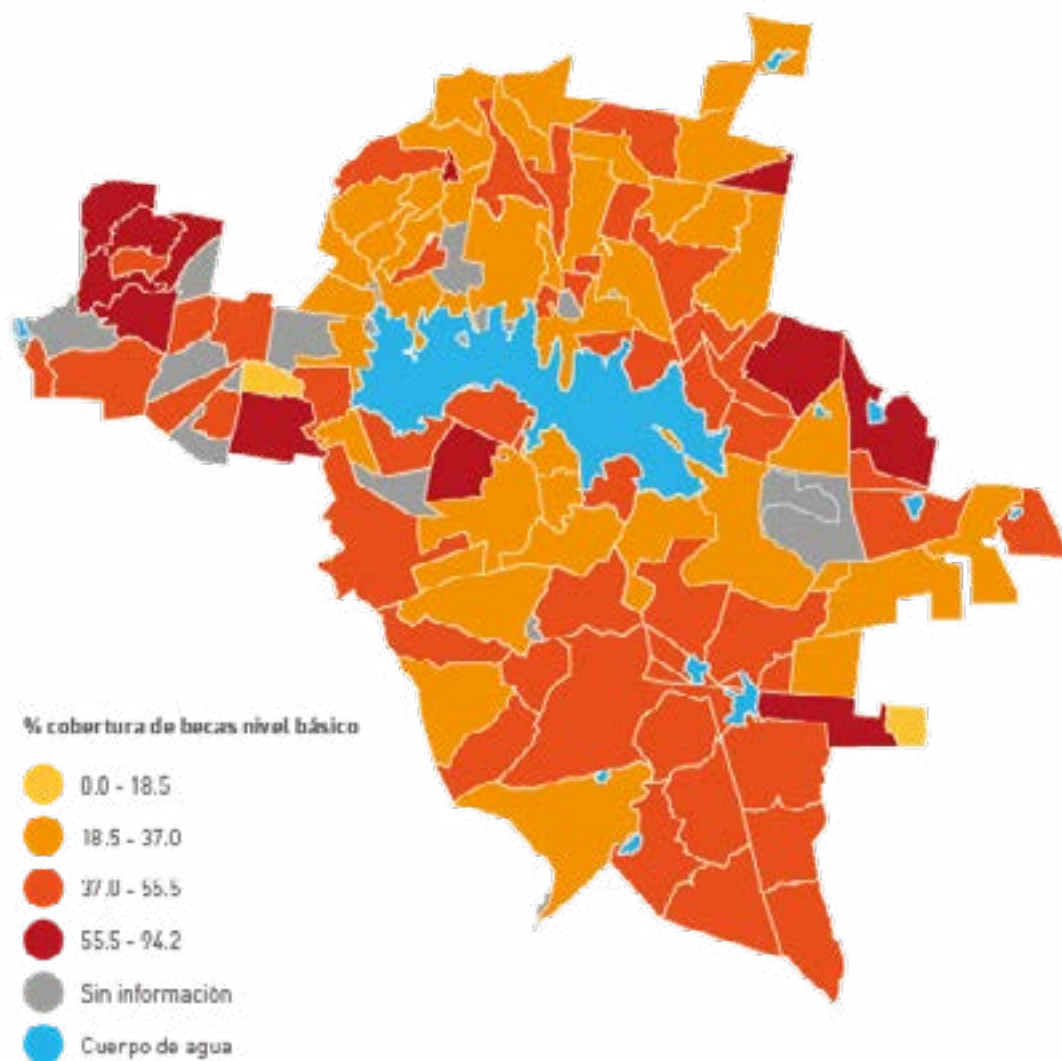 % cobertura de becas nivel básico
0.0 - 18.5
18.5 - 37.0
37.0 - 55.5
55.5 - 94.2
Sin información
Cuerpo de agua